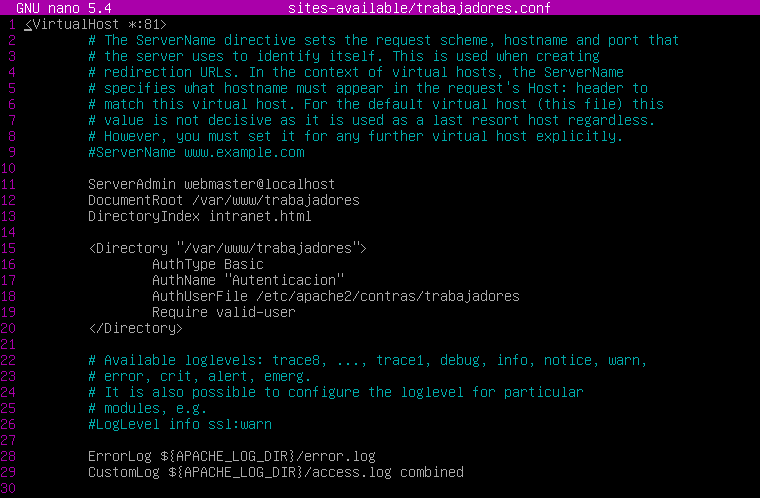 GNU nano 5.4 sites-available/trabajadores.conf
1 <VirtualHost *:81>
2 # The ServerName directive sets the request scheme, hostname and port that
3 # the server uses to identify itself. This is used when creating
4 # redirection URLs. In the context of virtual hosts, the ServerName
5 # specifies what hostname must appear in the request's Host: header to
6 # match this virtual host. For the default virtual host (this file) this
7 # value is not decisive as it is used as a last resort host regardless.
8 # However, you must set it for any further virtual host explicitly.
9 #ServerName www.example.com
10
11 ServerAdmin webmaster@localhost
12 DocumentRoot /var/www/trabajadores
13 DirectoryIndex intranet.html
14
15 <Directory "/var/www/trabajadores">
16 AuthType Basic
17 AuthName "Autenticacion"
18 AuthUserFile /etc/apache2/contras/trabajadores
19 Require valid-user
20 </Directory>
21
22 # Available loglevels: trace8, ..., trace1, debug, info, notice, warn,
23 # error, crit, alert, emerg.
24 # It is also possible to configure the loglevel for particular
25 # modules, e.g.
26 #LogLevel info ssl:warn
27
28 ErrorLog ${APACHE_LOG_DIR}/error.log
29 CustomLog ${APACHE_LOG_DIR}/access.log combined
30